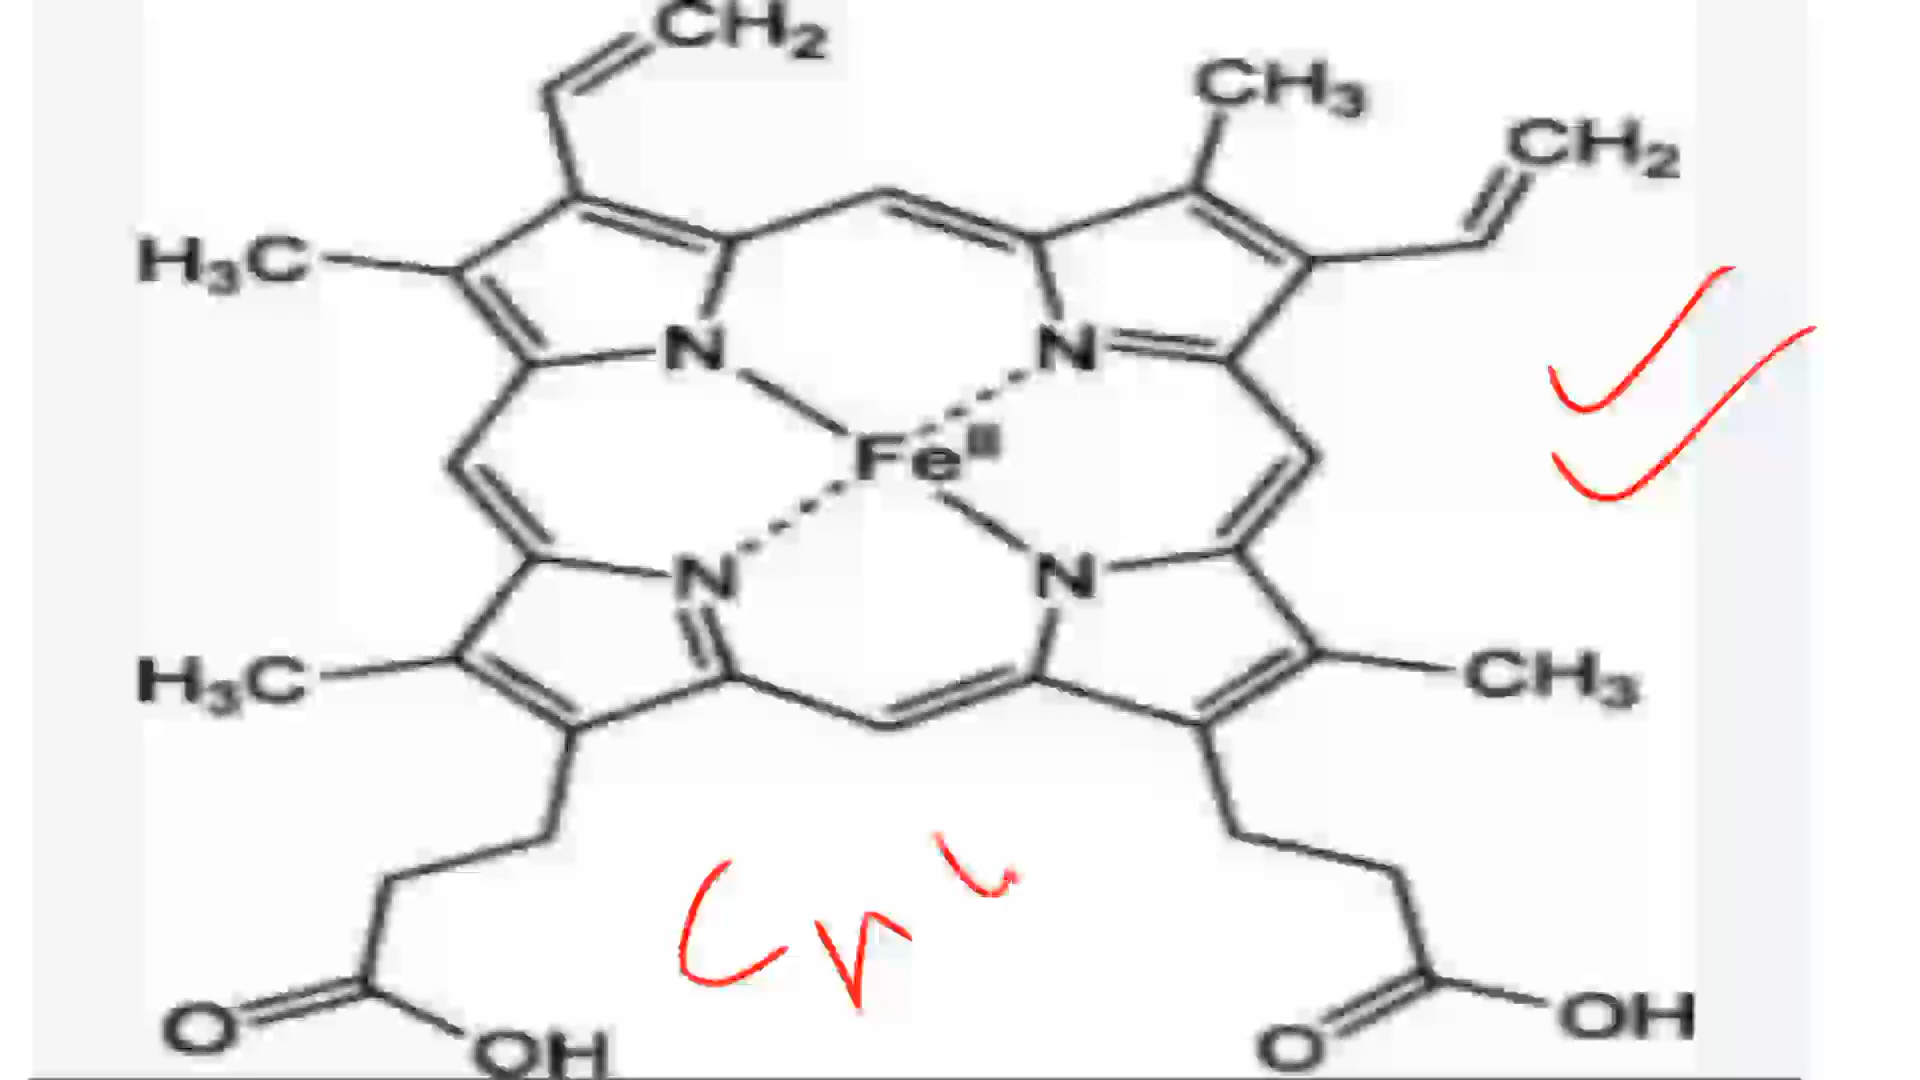 CH2
CH3
CH2
H3C
N N
Fe
N N
H3C CH3
O OH O OH